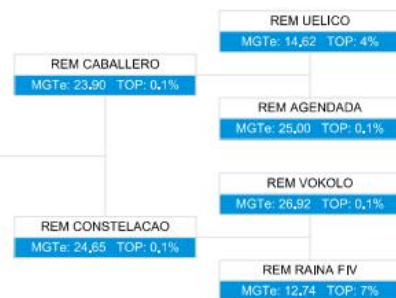 REM UELICO
MGTe: 14.62 TOP: 4%
REM CABALLERO
MGTe: 23.90 TOP: 0.1%
REM AGENDADA
MGTe: 25.00 TOP: 0.1%
REM VOKOLO
MGTe: 26.92 TOP: 0.1%
REM CONSTELACAO
MGTe: 24.65 TOP: 0.1%
REM RAINA FIV
MGTe: 12.74 TOP: 7%